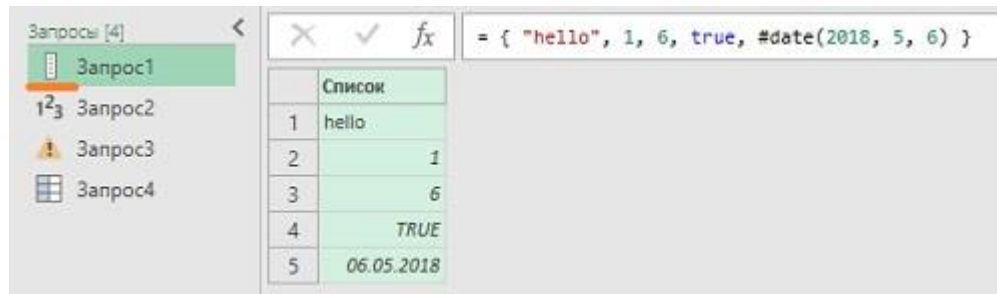 Запросы [4]
Запрос1
1²3 Запрос2
Запрос3
Запрос4
fx
= { "hello", 1, 6, true, #date(2018, 5, 6) }
Список
1 hello
2 1
3 6
4 TRUE
5 06.05.2018